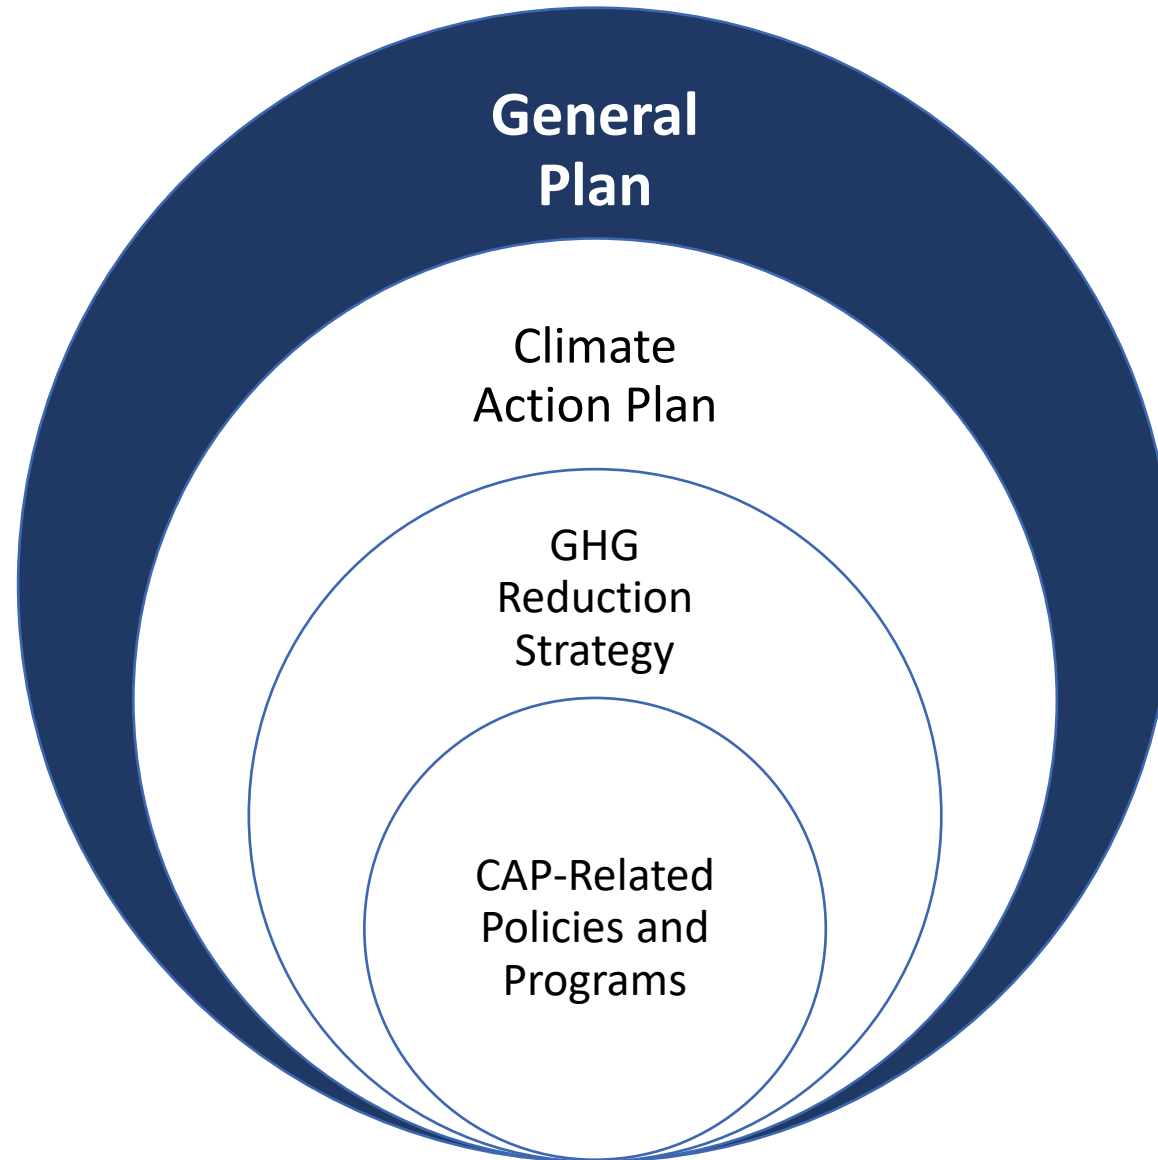 General
Plan
Climate
Action Plan
GHG
Reduction
Strategy
CAP-Related
Policies and
Programs